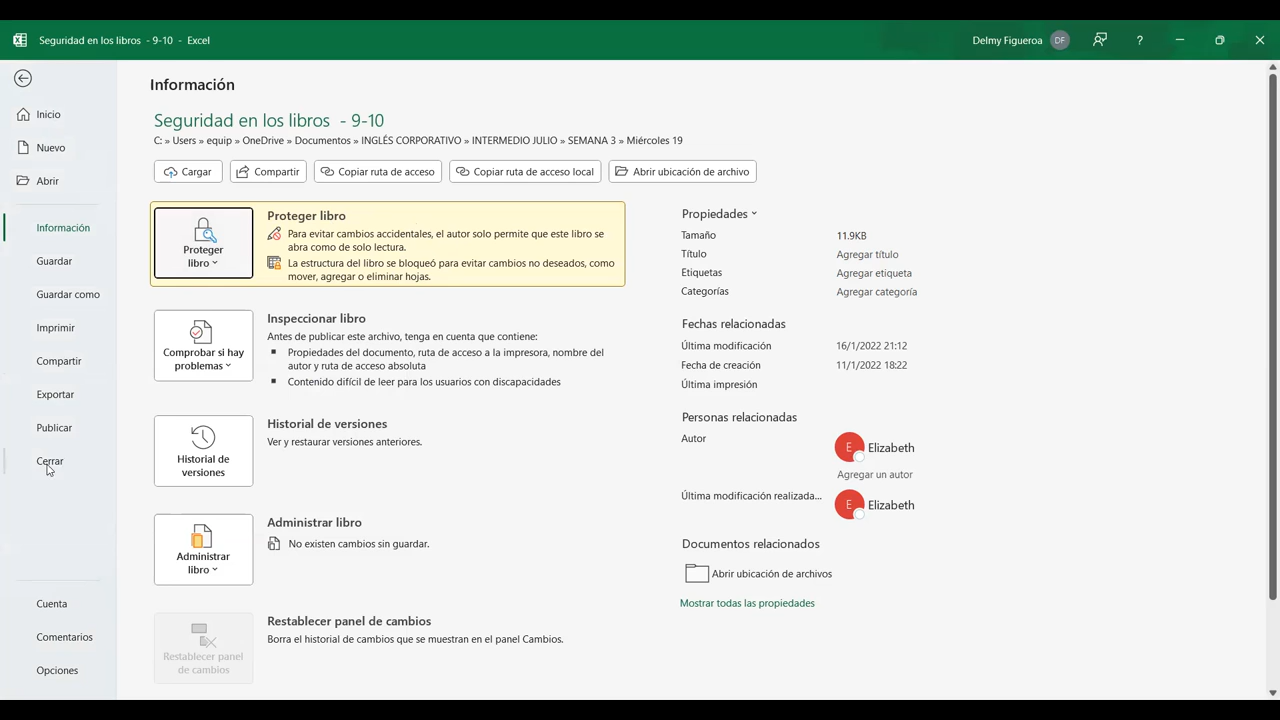 Seguridad en los libros  - 9-10  -  Excel
Delmy Figueroa DF ?
Inicio
Nuevo
Abrir
Información
Guardar
Guardar como
Imprimir
Compartir
Exportar
Publicar
Cerrar
Cuenta
Comentarios
Opciones
Información
Seguridad en los libros  - 9-10
C: » Users » equip » OneDrive » Documentos » INGLÉS CORPORATIVO » INTERMEDIO JULIO » SEMANA 3 » Miércoles 19
Cargar Compartir Copiar ruta de acceso Copiar ruta de acceso local Abrir ubicación de archivo
Proteger
libro
Proteger libro
Para evitar cambios accidentales, el autor solo permite que este libro se
abra como de solo lectura.
La estructura del libro se bloqueó para evitar cambios no deseados, como
mover, agregar o eliminar hojas.
Comprobar si hay
problemas
Inspeccionar libro
Antes de publicar este archivo, tenga en cuenta que contiene:
Propiedades del documento, ruta de acceso a la impresora, nombre del
autor y ruta de acceso absoluta
Contenido difícil de leer para los usuarios con discapacidades
Historial de
versiones
Historial de versiones
Ver y restaurar versiones anteriores.
Administrar
libro
Administrar libro
No existen cambios sin guardar.
Restablecer panel
de cambios
Restablecer panel de cambios
Borra el historial de cambios que se muestran en el panel Cambios.
Propiedades
Tamaño 11.9KB
Título Agregar título
Etiquetas Agregar etiqueta
Categorías Agregar categoría
Fechas relacionadas
Última modificación 16/1/2022 21:12
Fecha de creación 11/1/2022 18:22
Última impresión
Personas relacionadas
Autor E Elizabeth
Agregar un autor
Última modificación realizada... E Elizabeth
Documentos relacionados
Abrir ubicación de archivos
Mostrar todas las propiedades